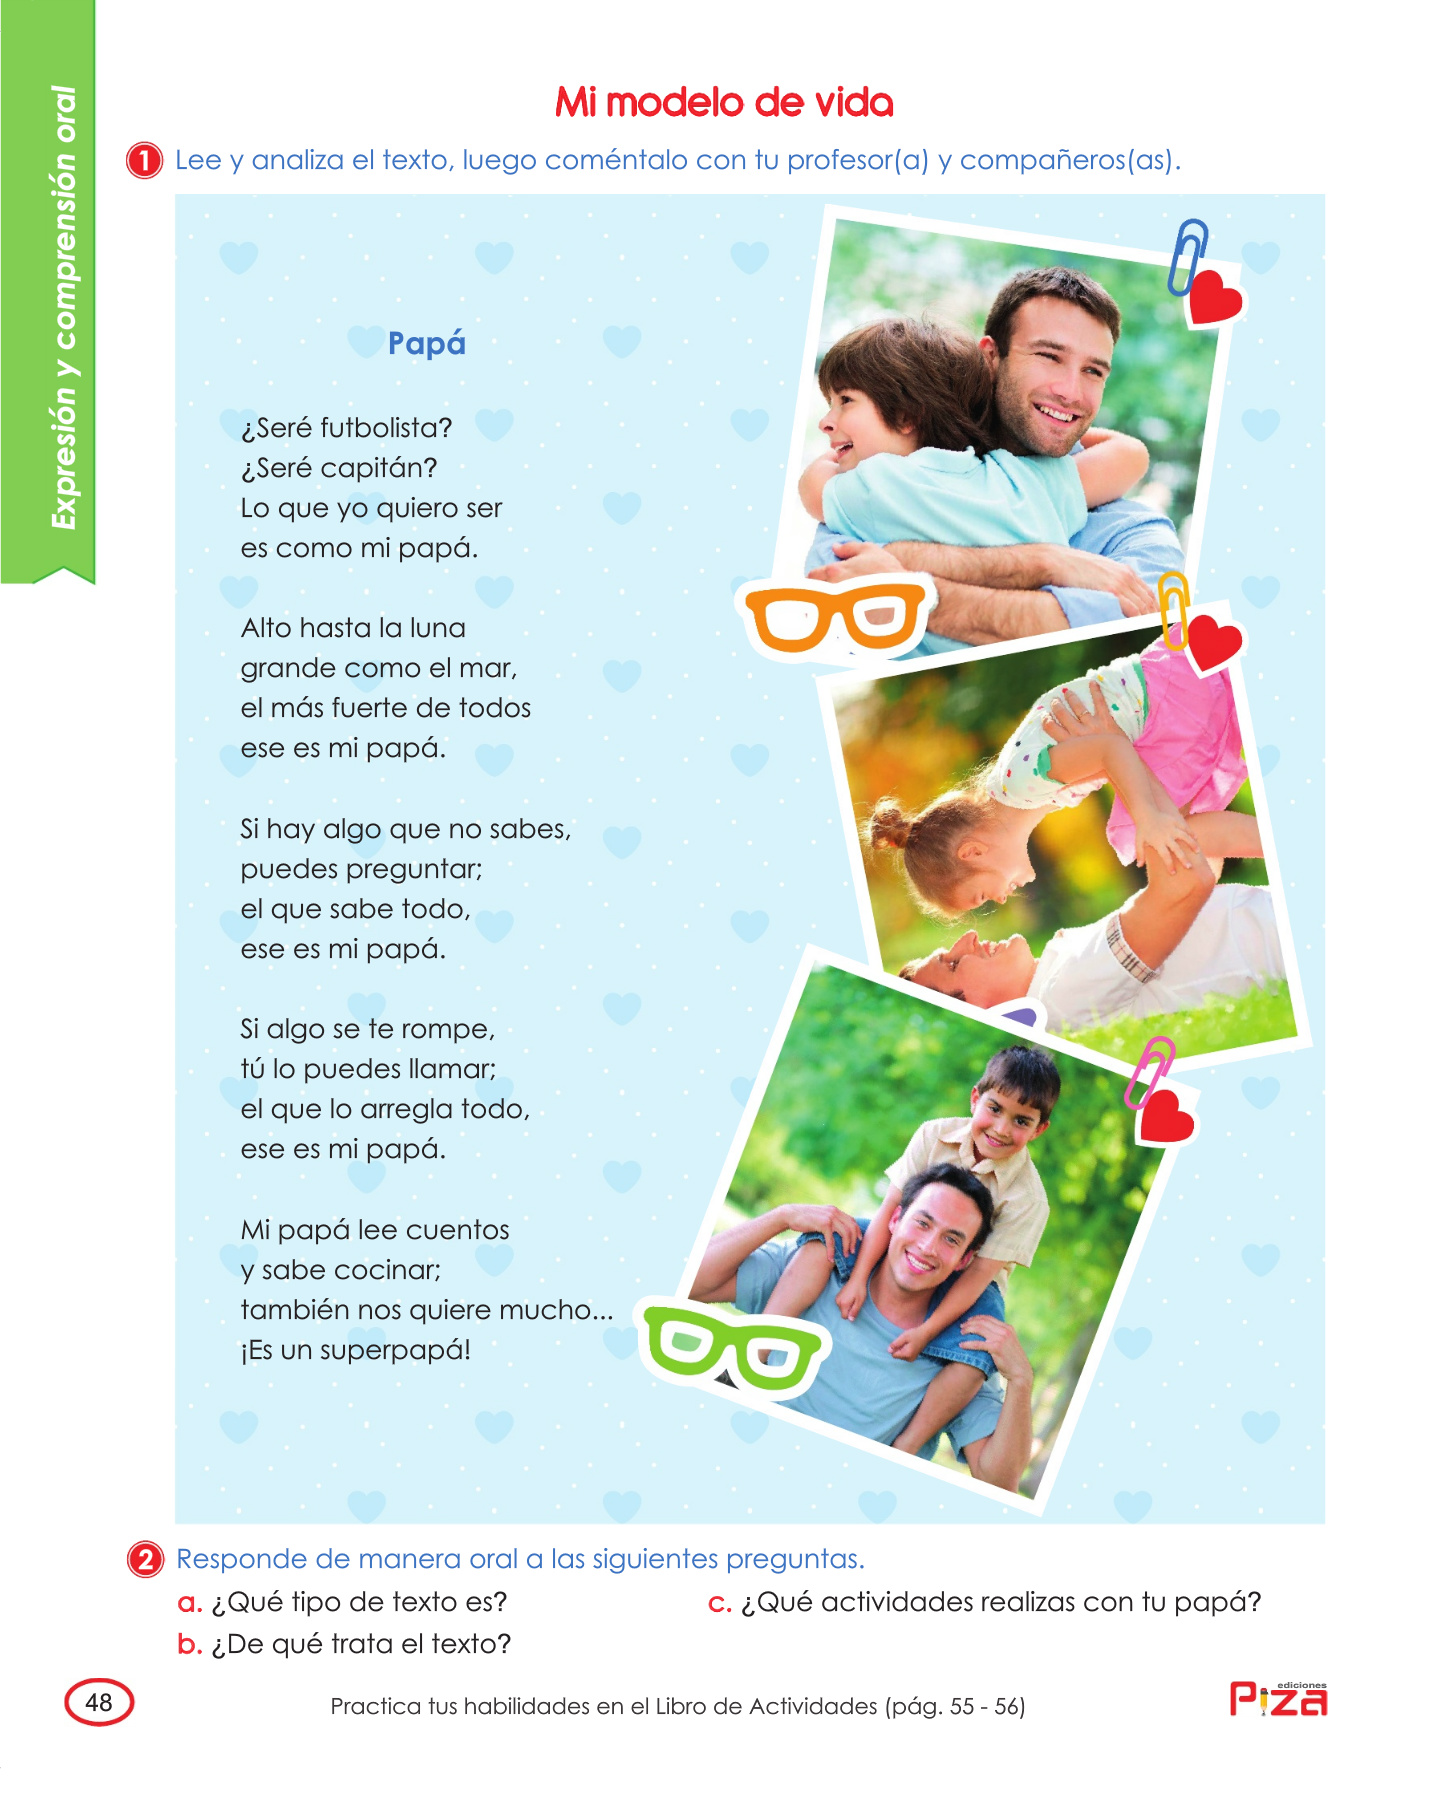 Expresión y comprensión oral
Mi modelo de vida
1 Lee y analiza el texto, luego coméntalo con tu profesor(a) y compañeros(as).
Papá
¿Seré futbolista?
¿Seré capitán?
Lo que yo quiero ser
es como mi papá.
Alto hasta la luna
grande como el mar,
el más fuerte de todos
ese es mi papá.
Si hay algo que no sabes,
puedes preguntar;
el que sabe todo,
ese es mi papá.
Si algo se te rompe,
tú lo puedes llamar;
el que lo arregla todo,
ese es mi papá.
Mi papá lee cuentos
y sabe cocinar;
también nos quiere mucho...
¡Es un superpapá!
2 Responde de manera oral a las siguientes preguntas.
a. ¿Qué tipo de texto es?
b. ¿De qué trata el texto?
c. ¿Qué actividades realizas con tu papá?
48
Practica tus habilidades en el Libro de Actividades (pág. 55 - 56)
ediciones
Piza